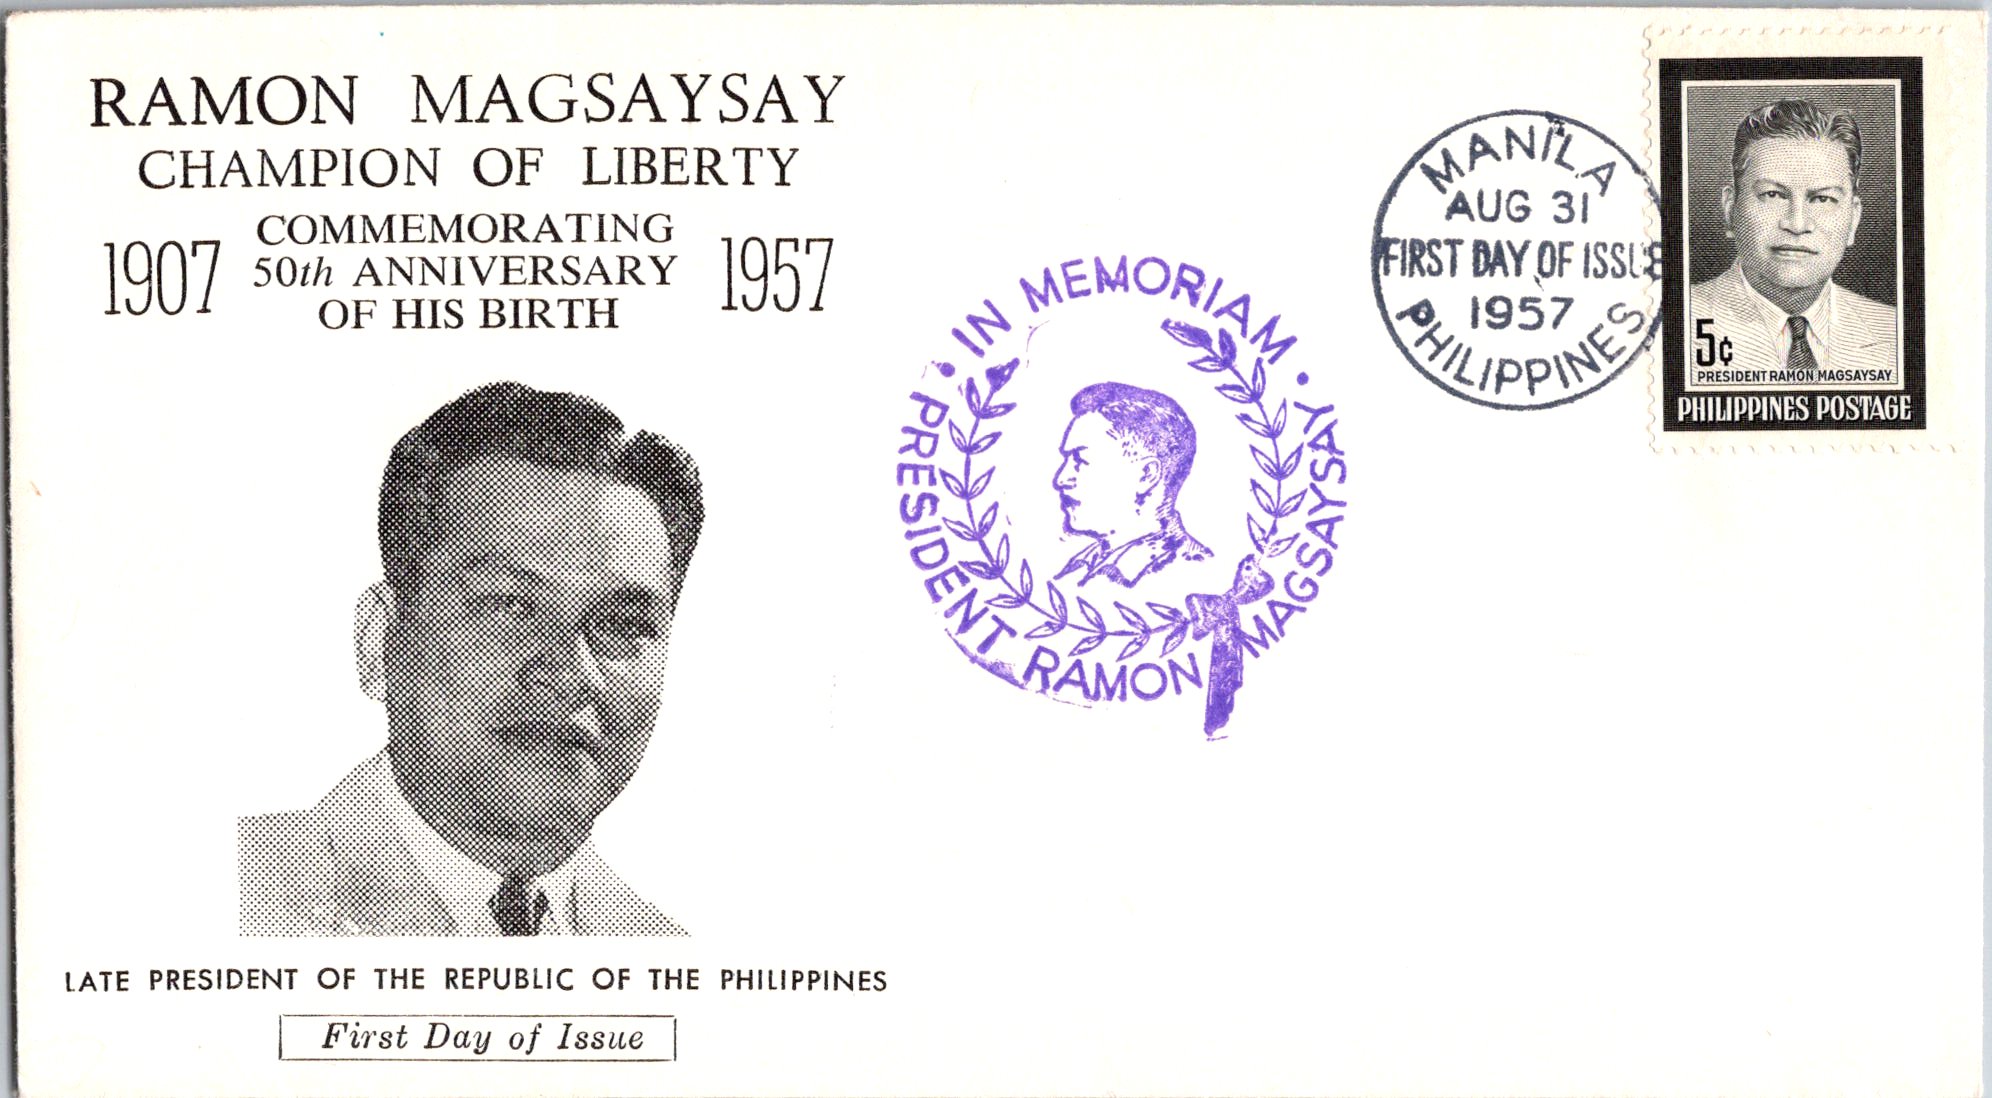 RAMON MAGSAYSAY
CHAMPION OF LIBERTY
1907 COMMEMORATING 1957
50th ANNIVERSARY
OF HIS BIRTH
LATE PRESIDENT OF THE REPUBLIC OF THE PHILIPPINES
First Day of Issue
• IN MEMORIAM •
PRESIDENT RAMON MAGSAYSAY
MANILA
AUG 31
FIRST DAY OF ISSUE
1957
PHILIPPINES
5¢
PRESIDENT RAMON MAGSAYSAY
PHILIPPINES POSTAGE